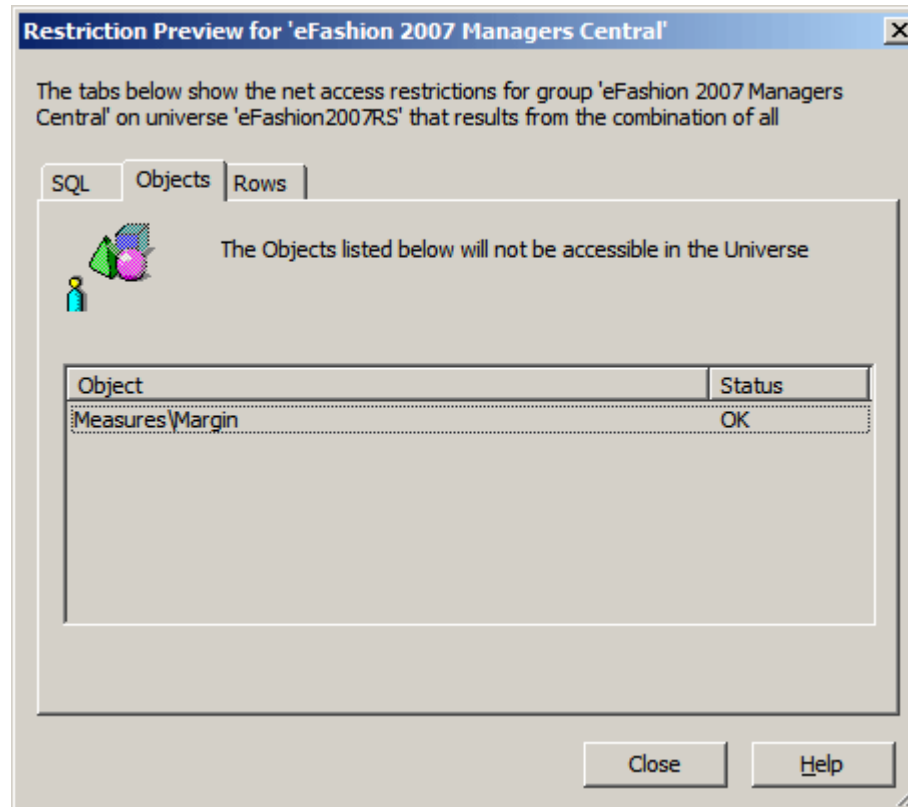 Restriction Preview for 'eFashion 2007 Managers Central'
The tabs below show the net access restrictions for group 'eFashion 2007 Managers
Central' on universe 'eFashion2007RS' that results from the combination of all
SQL Objects Rows
The Objects listed below will not be accessible in the Universe
Object Status
Measures\Margin OK
Close Help